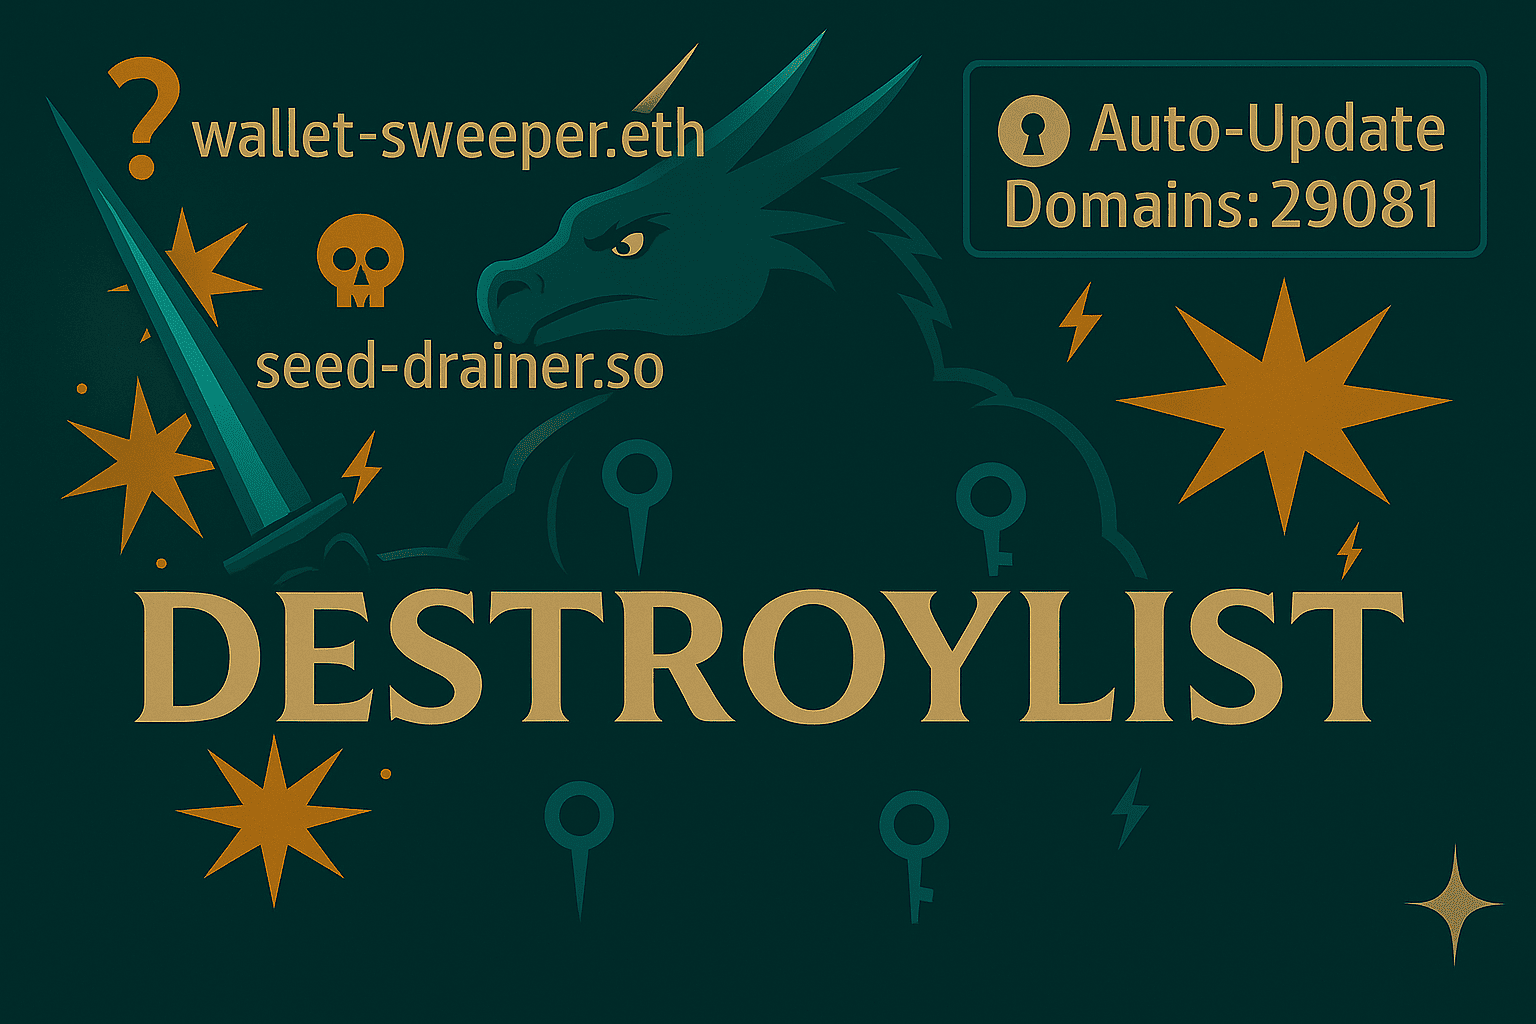 ?
wallet-sweeper.eth
Auto-Update
Domains: 29081
seed-drainer.so
DESTROYLIST